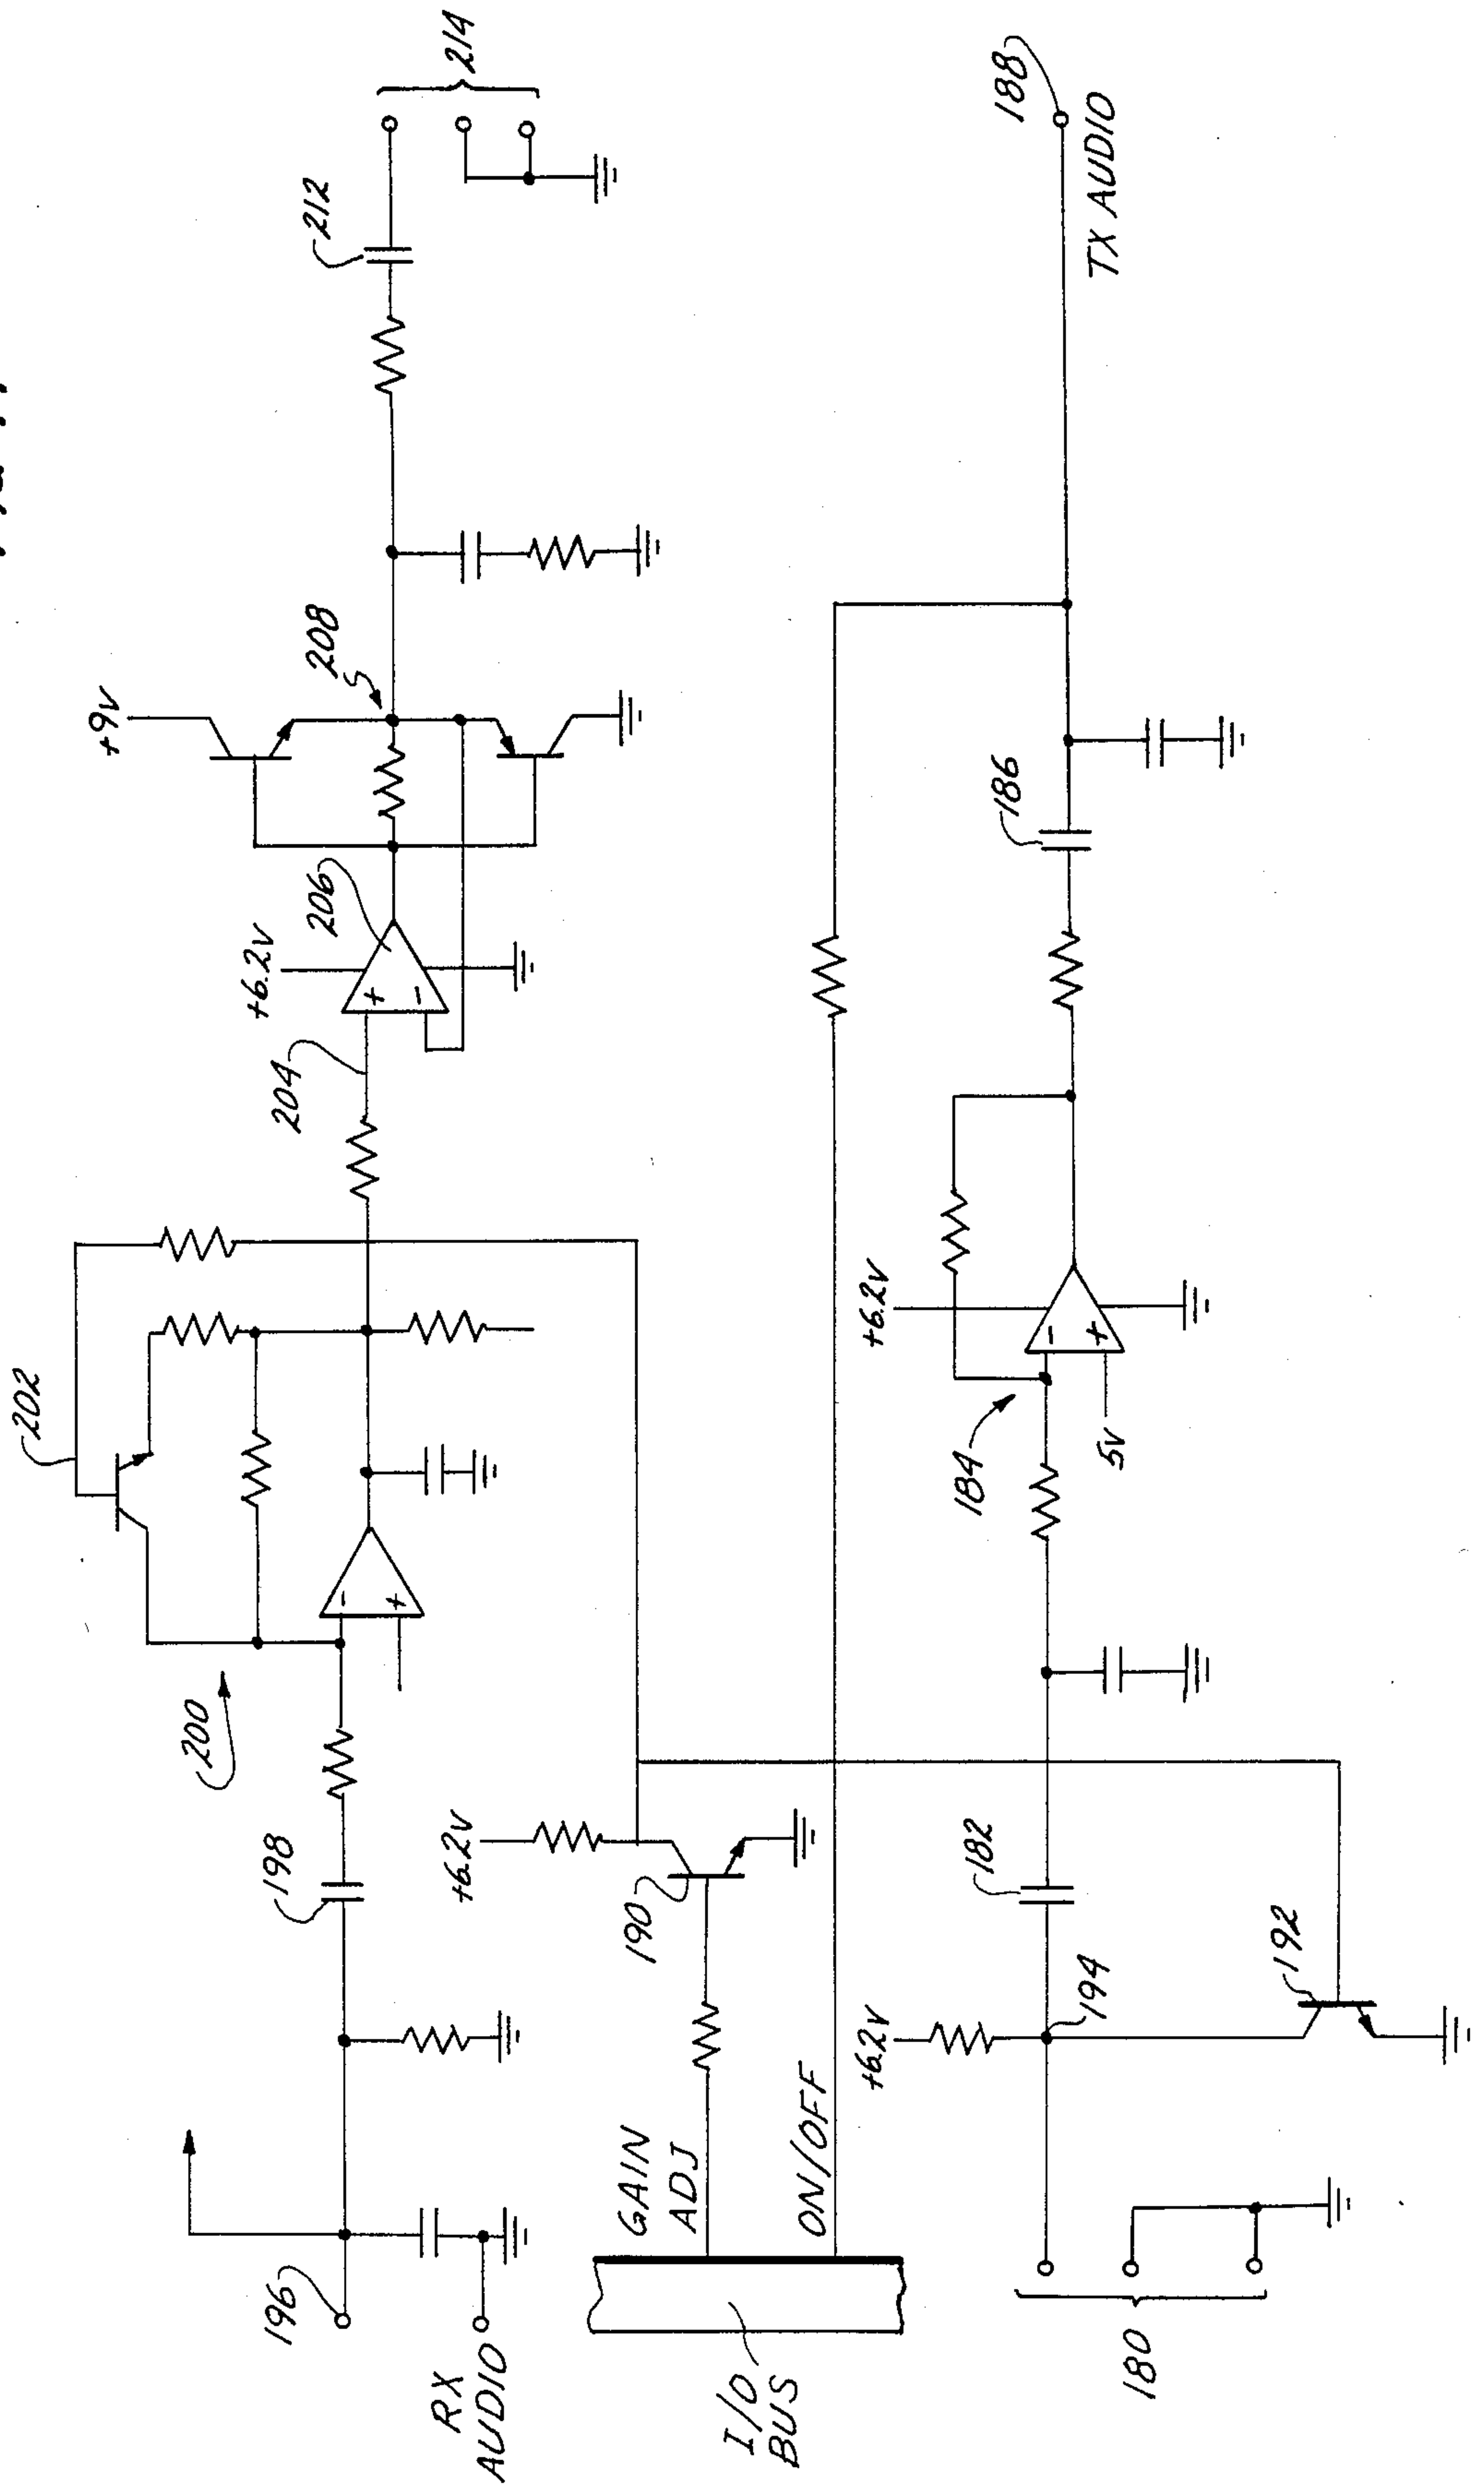 214
212
208
+9V
206
+6.2V
204
202
200
198
196
RX
AUDIO
+6.2V
190
GAIN
ADJ
ON/OFF
I/O
BUS
188
TX AUDIO
186
+6.2V
184
5V
182
+6.2V
194
192
180
+
-
-
+
-
+